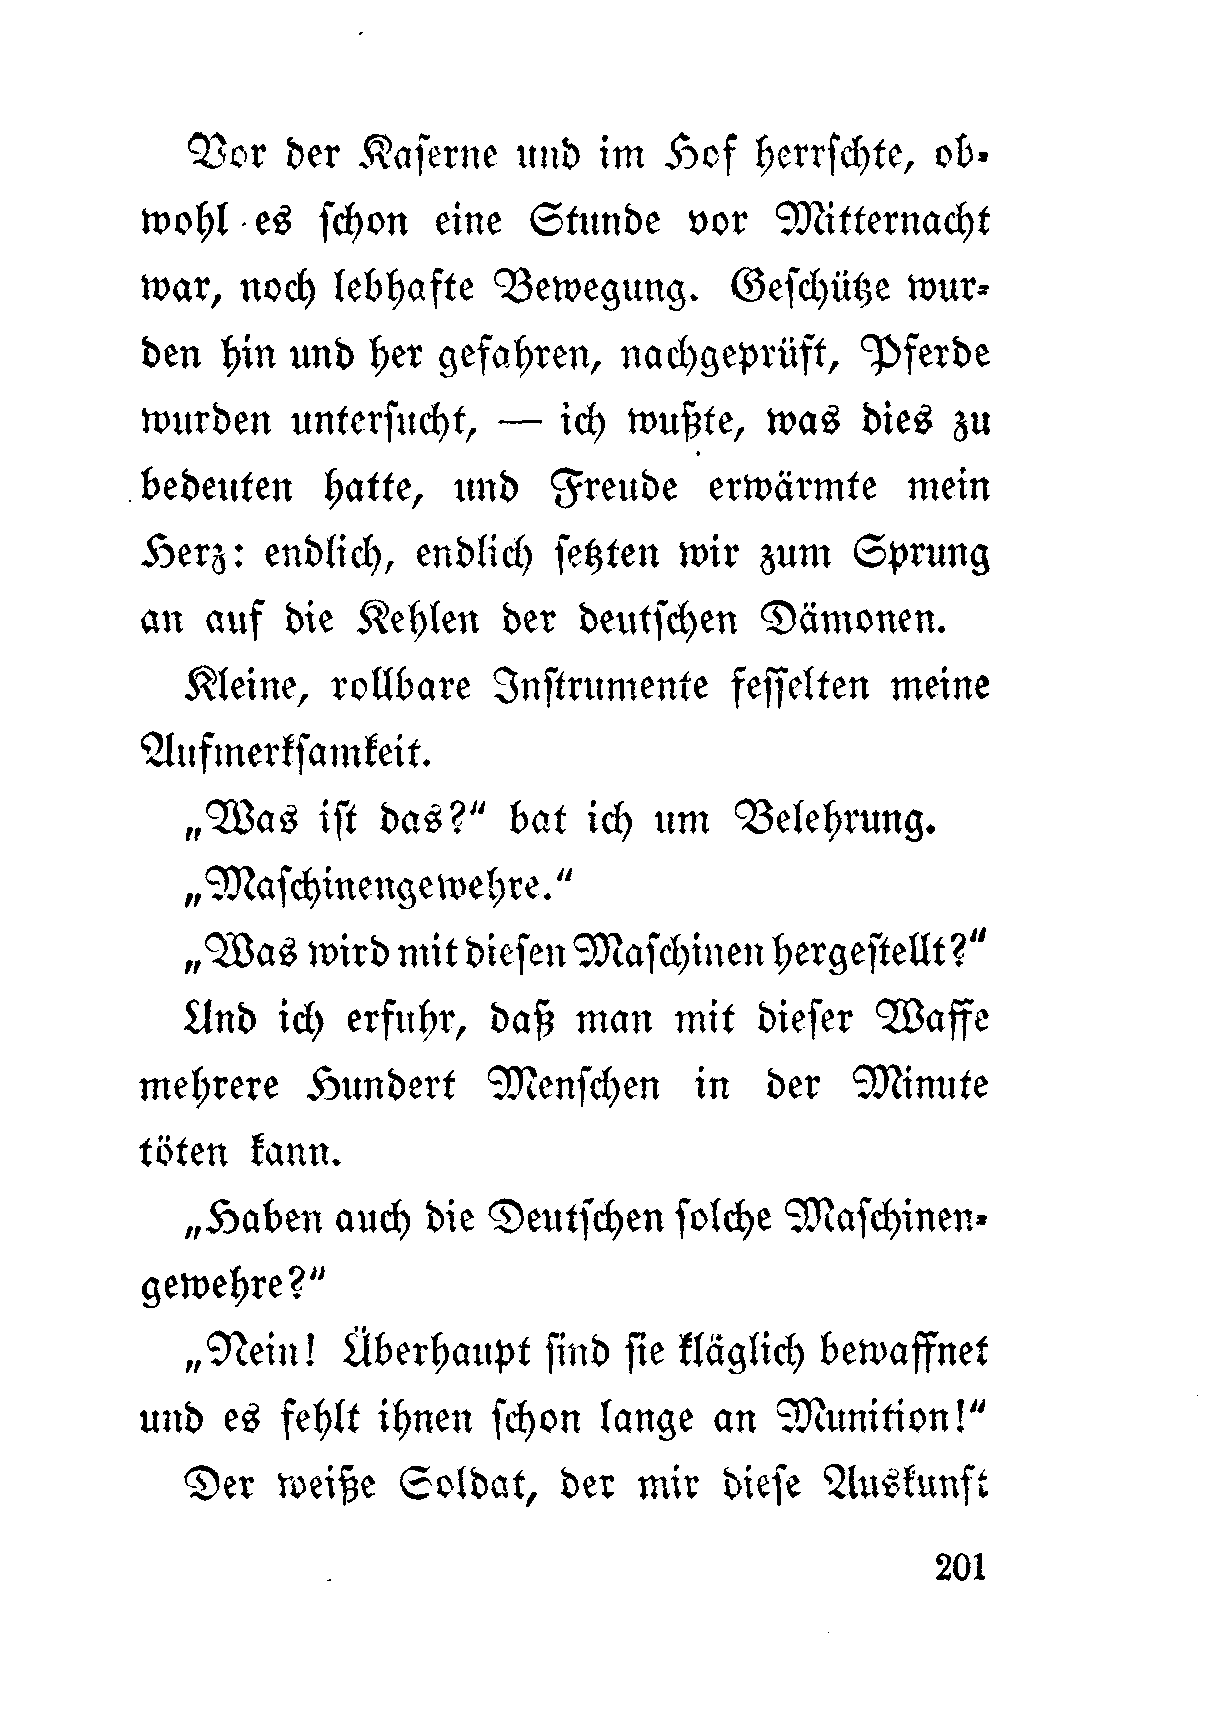 Vor der Kaſerne und im Hof herrſchte, ob-
wohl es ſchon eine Stunde vor Mitternacht
war, noch lebhafte Bewegung. Geſchütze wur-
den hin und her gefahren, nachgeprüft, Pferde
wurden unterſucht, — ich wußte, was dies zu
bedeuten hatte, und Freude erwärmte mein
Herz: endlich, endlich ſetzten wir zum Sprung
an auf die Kehlen der deutſchen Dämonen.
Kleine, rollbare Inſtrumente feſſelten meine
Aufmerkſamkeit.
„Was iſt das?“ bat ich um Belehrung.
„Maſchinengewehre.“
„Was wird mit dieſen Maſchinen hergeſtellt?“
Und ich erfuhr, daß man mit dieſer Waffe
mehrere Hundert Menſchen in der Minute
töten kann.
„Haben auch die Deutſchen ſolche Maſchinen-
gewehre?“
„Nein! Überhaupt ſind ſie kläglich bewaffnet
und es fehlt ihnen ſchon lange an Munition!“
Der weiße Soldat, der mir dieſe Auskunft
201